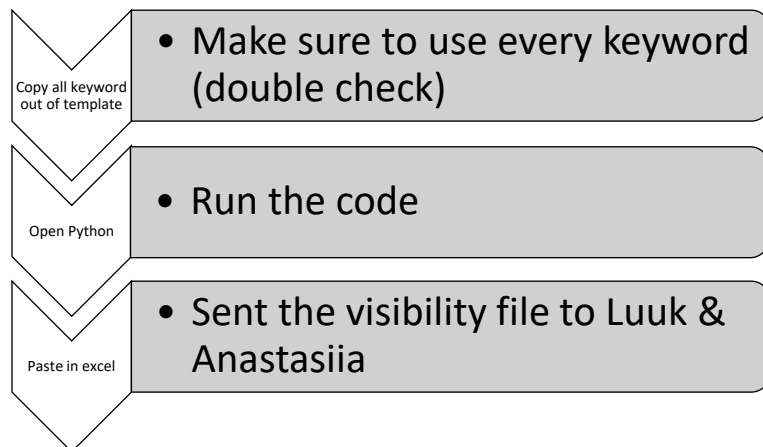 Copy all keyword
out of template
• Make sure to use every keyword
(double check)
Open Python
• Run the code
Paste in excel
• Sent the visibility file to Luuk &
Anastasiia